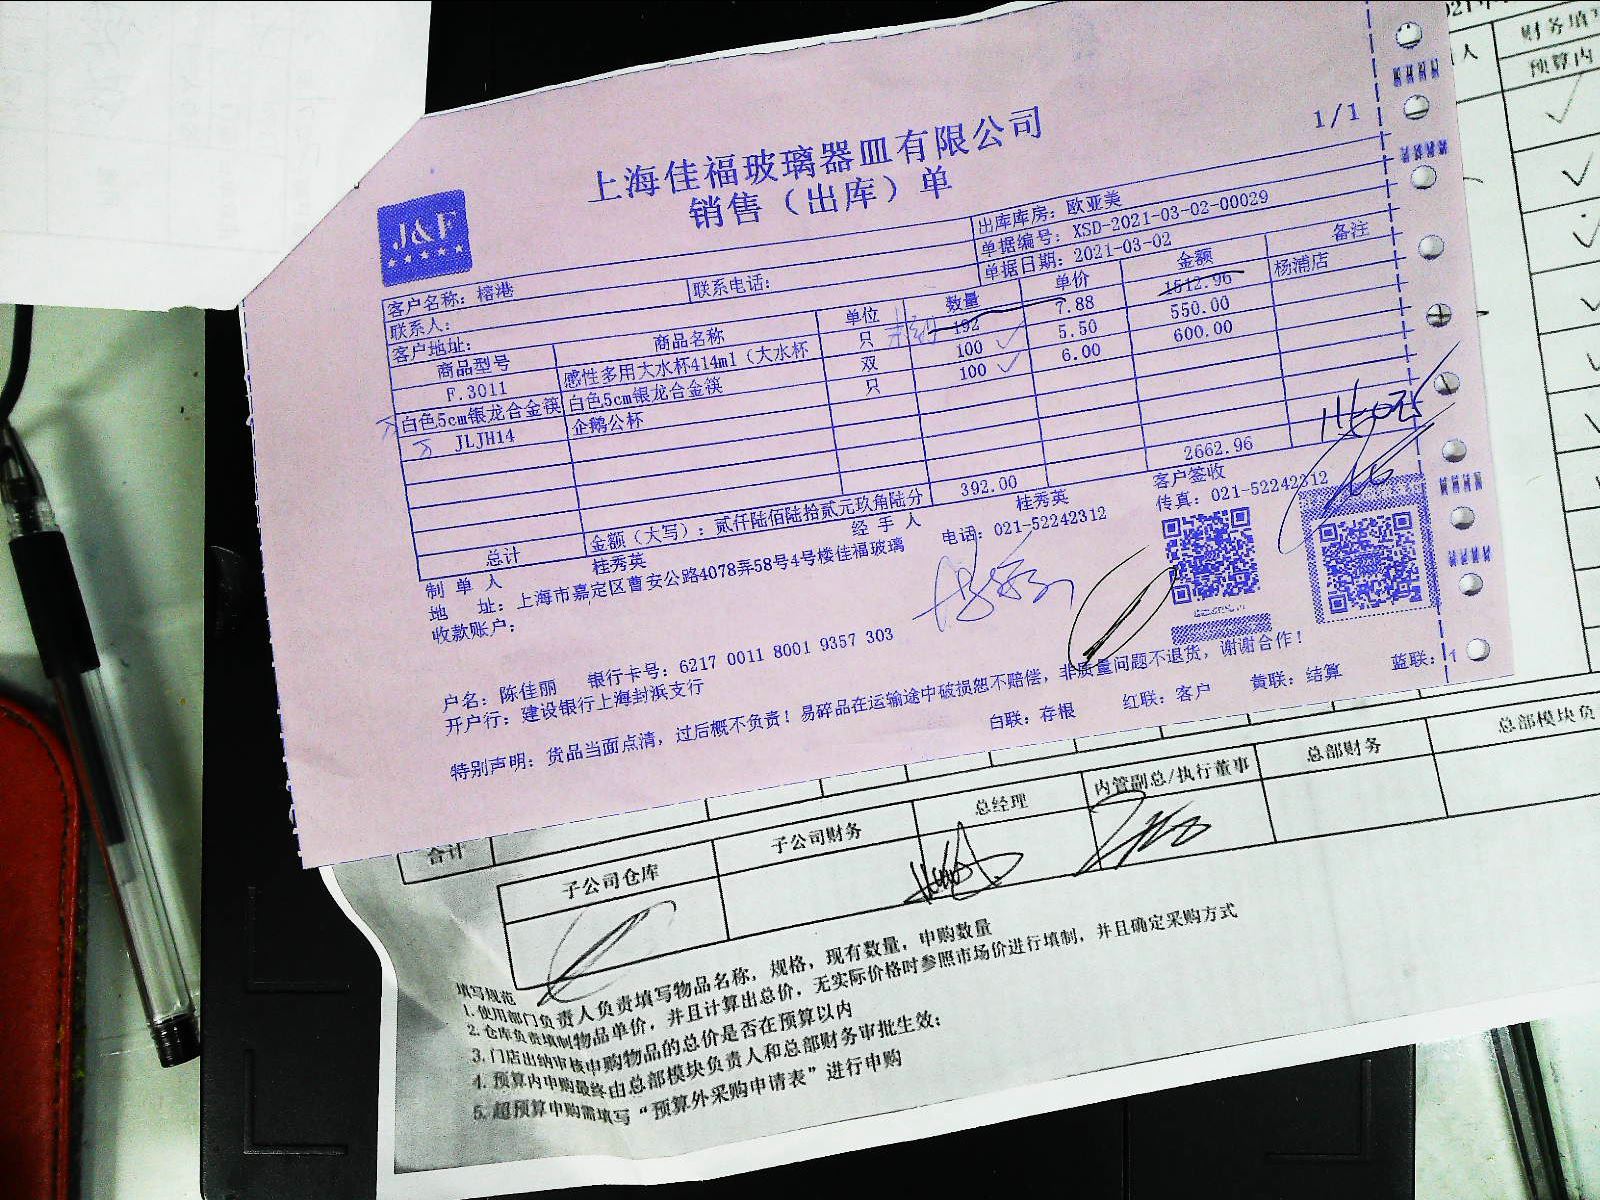 1/1
上海佳福玻璃器皿有限公司
销售（出库）单
J&F
出库库房：欧亚美
单据编号：XSD-2021-03-02-00029
单据日期：2021-03-02
客户名称：榕港
联系电话：
联系人：
客户地址：
商品型号 商品名称 单位 数量 单价 金额 备注
F.3011 感性多用大水杯414ml（大水杯 只 192 7.88 1512.96 杨浦店
白色5cm银龙合金筷 白色5cm银龙合金筷 双 100 5.50 550.00
JLJH14 企鹅公杯 只 100 6.00 600.00
总计 金额（大写）：贰仟陆佰陆拾贰元玖角陆分 392.00 2662.96
制单人 桂秀英 经手人 桂秀英 客户签收
地址：上海市嘉定区曹安公路4078弄58号4号楼佳福玻璃 电话：021-52242312 传真：021-52242312
收款账户：
户名：陈佳丽 银行卡号：6217 0011 8001 9357 303
开户行：建设银行上海封浜支行
特别声明：货品当面点清，过后概不负责！易碎品在运输途中破损恕不赔偿，非质量问题不退货，谢谢合作！
白联：存根 红联：客户 黄联：结算 蓝联：
人 财务填写
预算内
合计
子公司仓库 子公司财务 总经理 内管副总/执行董事 总部财务 总部模块负
填写规范
1. 使用部门负责人负责填写物品名称，规格，现有数量，申购数量
2. 仓库负责填制物品单价，并且计算出总价，无实际价格时参照市场价进行填制，并且确定采购方式
3. 门店出纳审核申购物品的总价是否在预算以内
4. 预算内申购最终由总部模块负责人和总部财务审批生效；
5. 超预算申购需填写“预算外采购申请表”进行申购